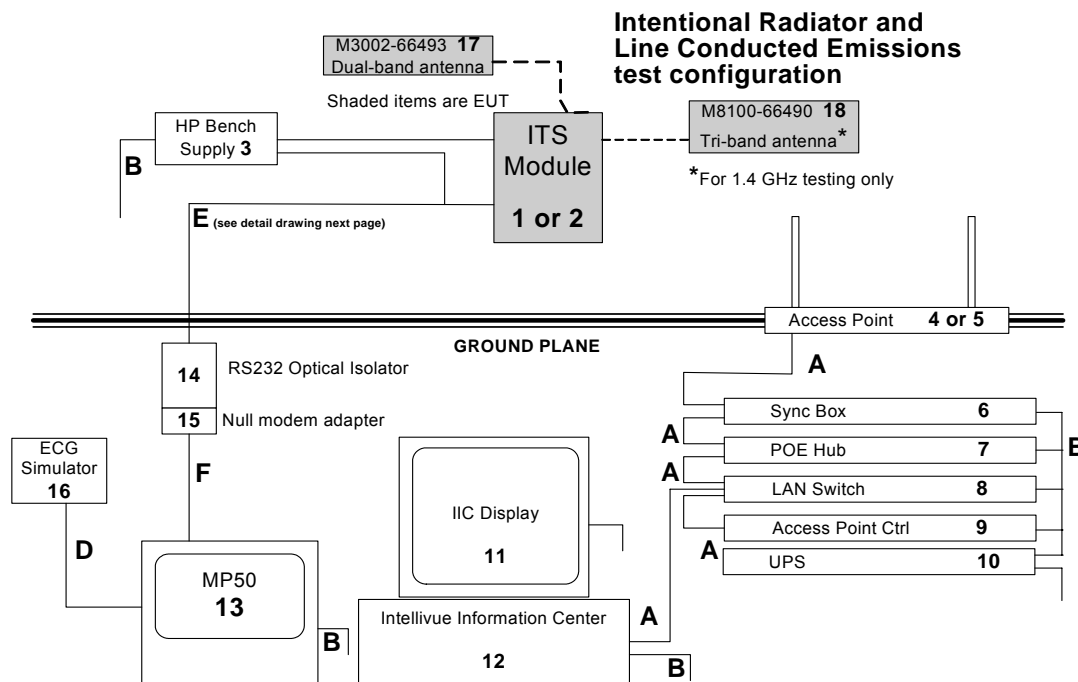 Intentional Radiator and
Line Conducted Emissions
test configuration
M3002-66493 17
Dual-band antenna
Shaded items are EUT
HP Bench
Supply 3
B
ITS
Module
1 or 2
M8100-66490 18
Tri-band antenna*
*For 1.4 GHz testing only
E (see detail drawing next page)
Access Point 4 or 5
GROUND PLANE
14
RS232 Optical Isolator
15
Null modem adapter
A
Sync Box 6
A
POE Hub 7
A
LAN Switch 8
Access Point Ctrl 9
A
UPS 10
ECG
Simulator
16
F
D
MP50
13
B
IIC Display
11
Intellivue Information Center
12
A
B